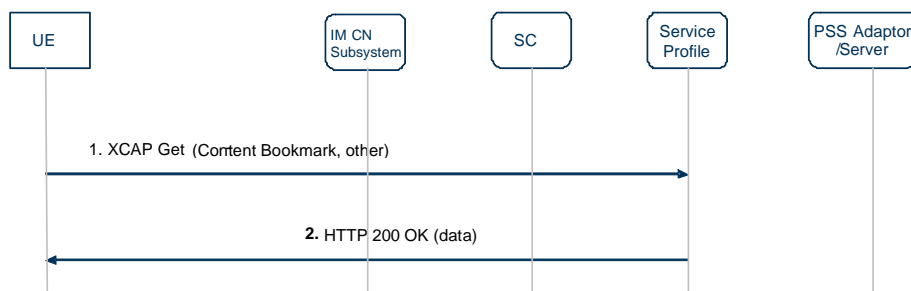 UE
IM CN
Subsystem
SC
Service
Profile
PSS Adaptor
/Server
1. XCAP Get (Content Bookmark, other)
2. HTTP 200 OK (data)